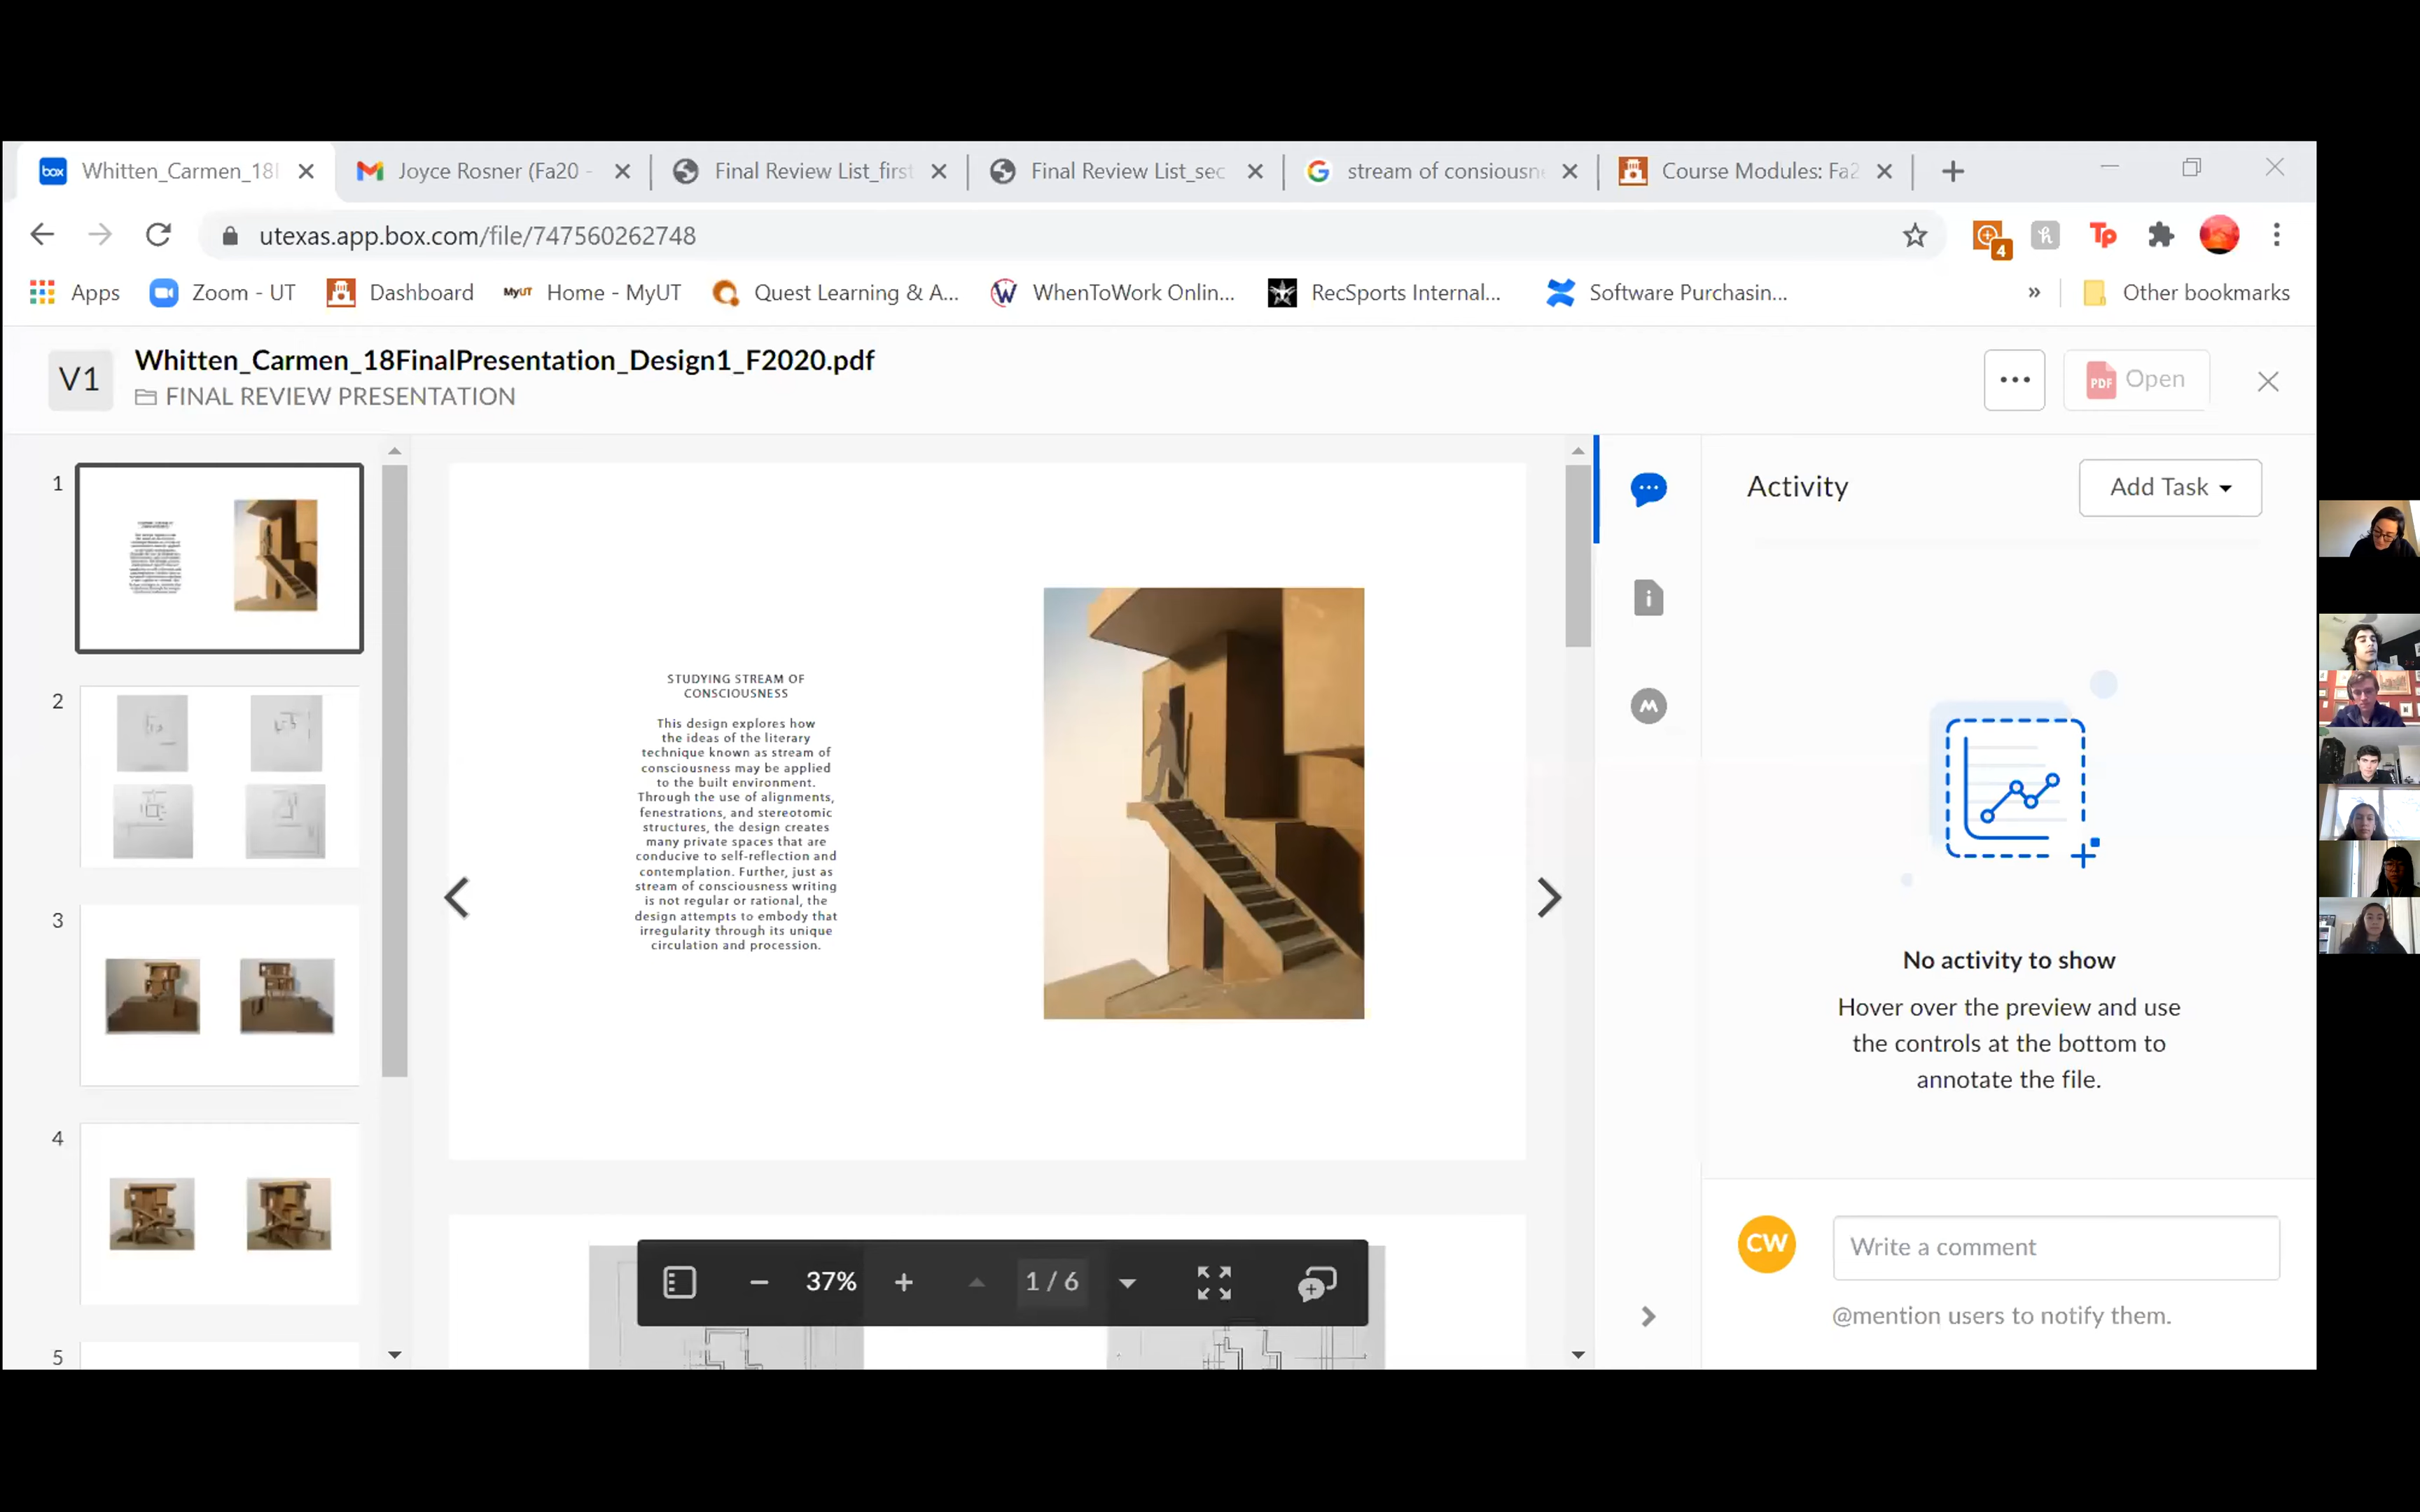 box Whitten_Carmen_18
Joyce Rosner (Fa20 -
Final Review List_first
Final Review List_sec
stream of consiousn
Course Modules: Fa2
utexas.app.box.com/file/747560262748
4
Tp
Apps
Zoom - UT
Dashboard
MyUT Home - MyUT
Quest Learning & A...
WhenToWork Onlin...
RecSports Internal...
Software Purchasin...
»
Other bookmarks
V1
Whitten_Carmen_18FinalPresentation_Design1_F2020.pdf
FINAL REVIEW PRESENTATION
PDF Open
1
2
3
4
5
STUDYING STREAM OF
CONSCIOUSNESS
This design explores how
the ideas of the literary
technique known as stream of
consciousness may be applied
to the built environment.
Through the use of alignments,
fenestrations, and stereotomic
structures, the design creates
many private spaces that are
conducive to self-reflection and
contemplation. Further, just as
stream of consciousness writing
is not regular or rational, the
design attempts to embody that
irregularity through its unique
circulation and procession.
37%
1 / 6
Activity
Add Task
No activity to show
Hover over the preview and use
the controls at the bottom to
annotate the file.
CW
Write a comment
@mention users to notify them.